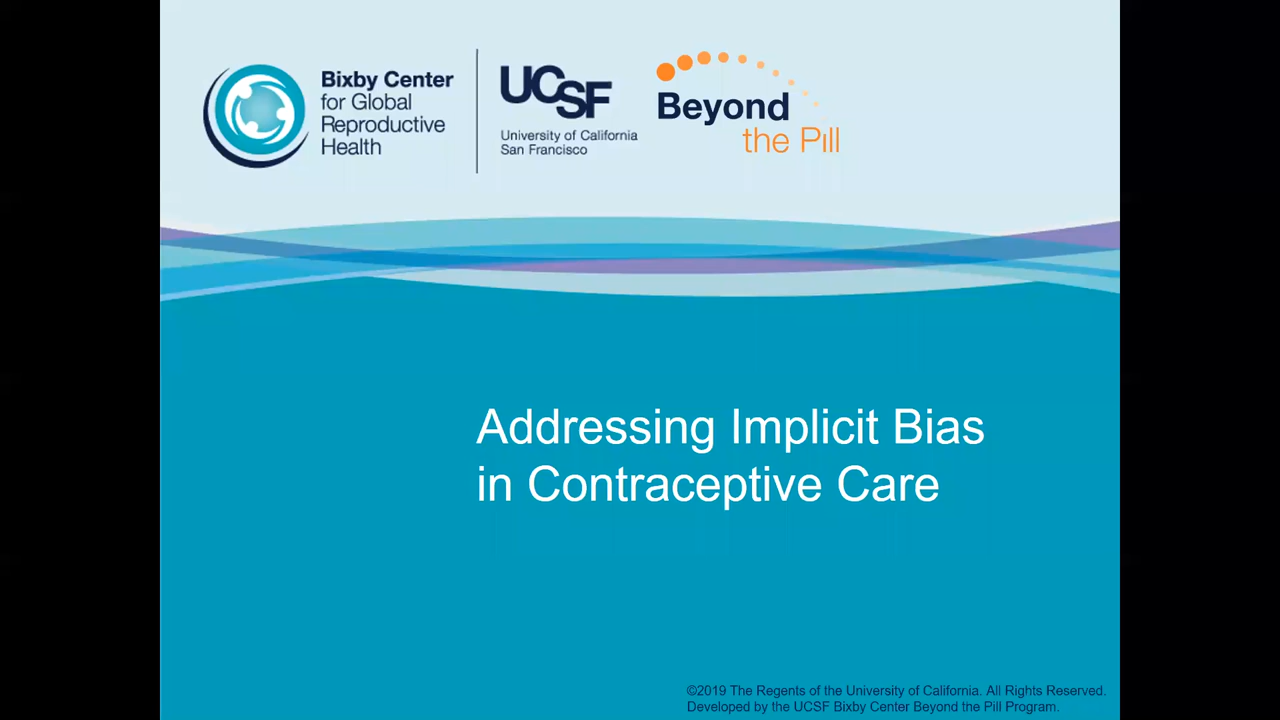 Bixby Center
for Global
Reproductive
Health
UCSF
University of California
San Francisco
Beyond
the Pill
Addressing Implicit Bias
in Contraceptive Care
©2019 The Regents of the University of California. All Rights Reserved.
Developed by the UCSF Bixby Center Beyond the Pill Program.